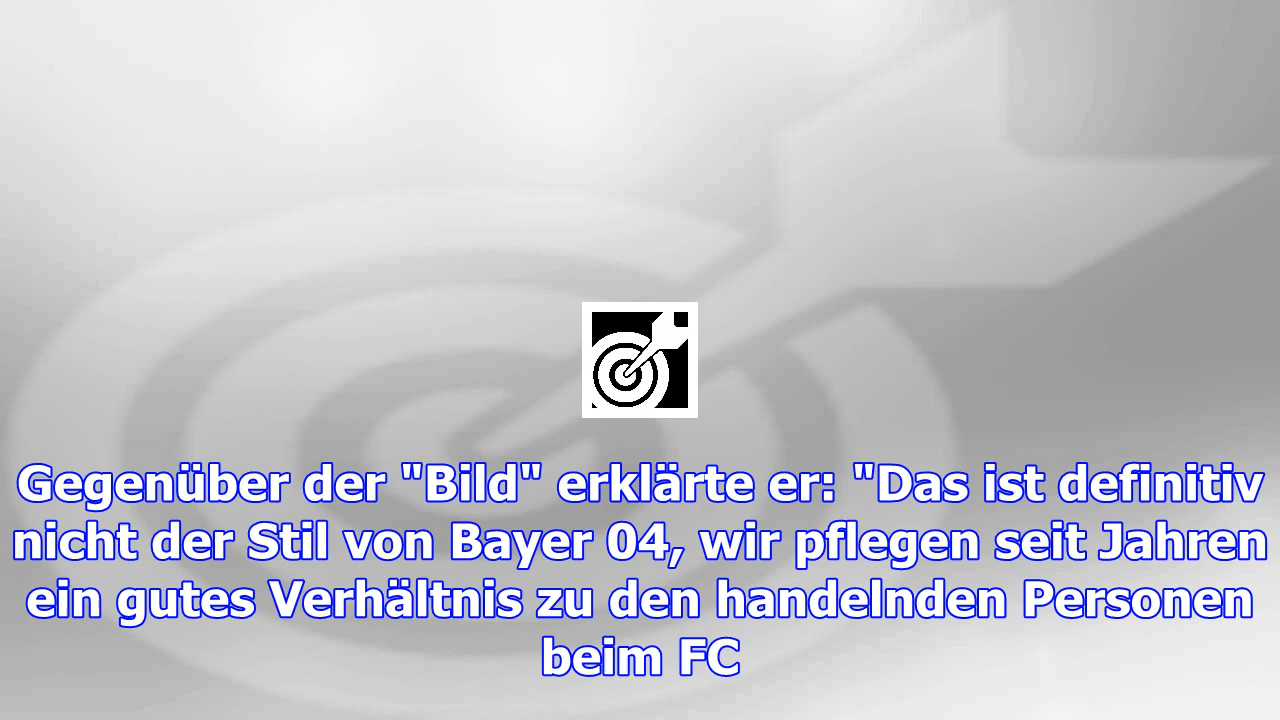 Gegenüber der "Bild" erklärte er: "Das ist definitiv
nicht der Stil von Bayer 04, wir pflegen seit Jahren
ein gutes Verhältnis zu den handelnden Personen
beim FC